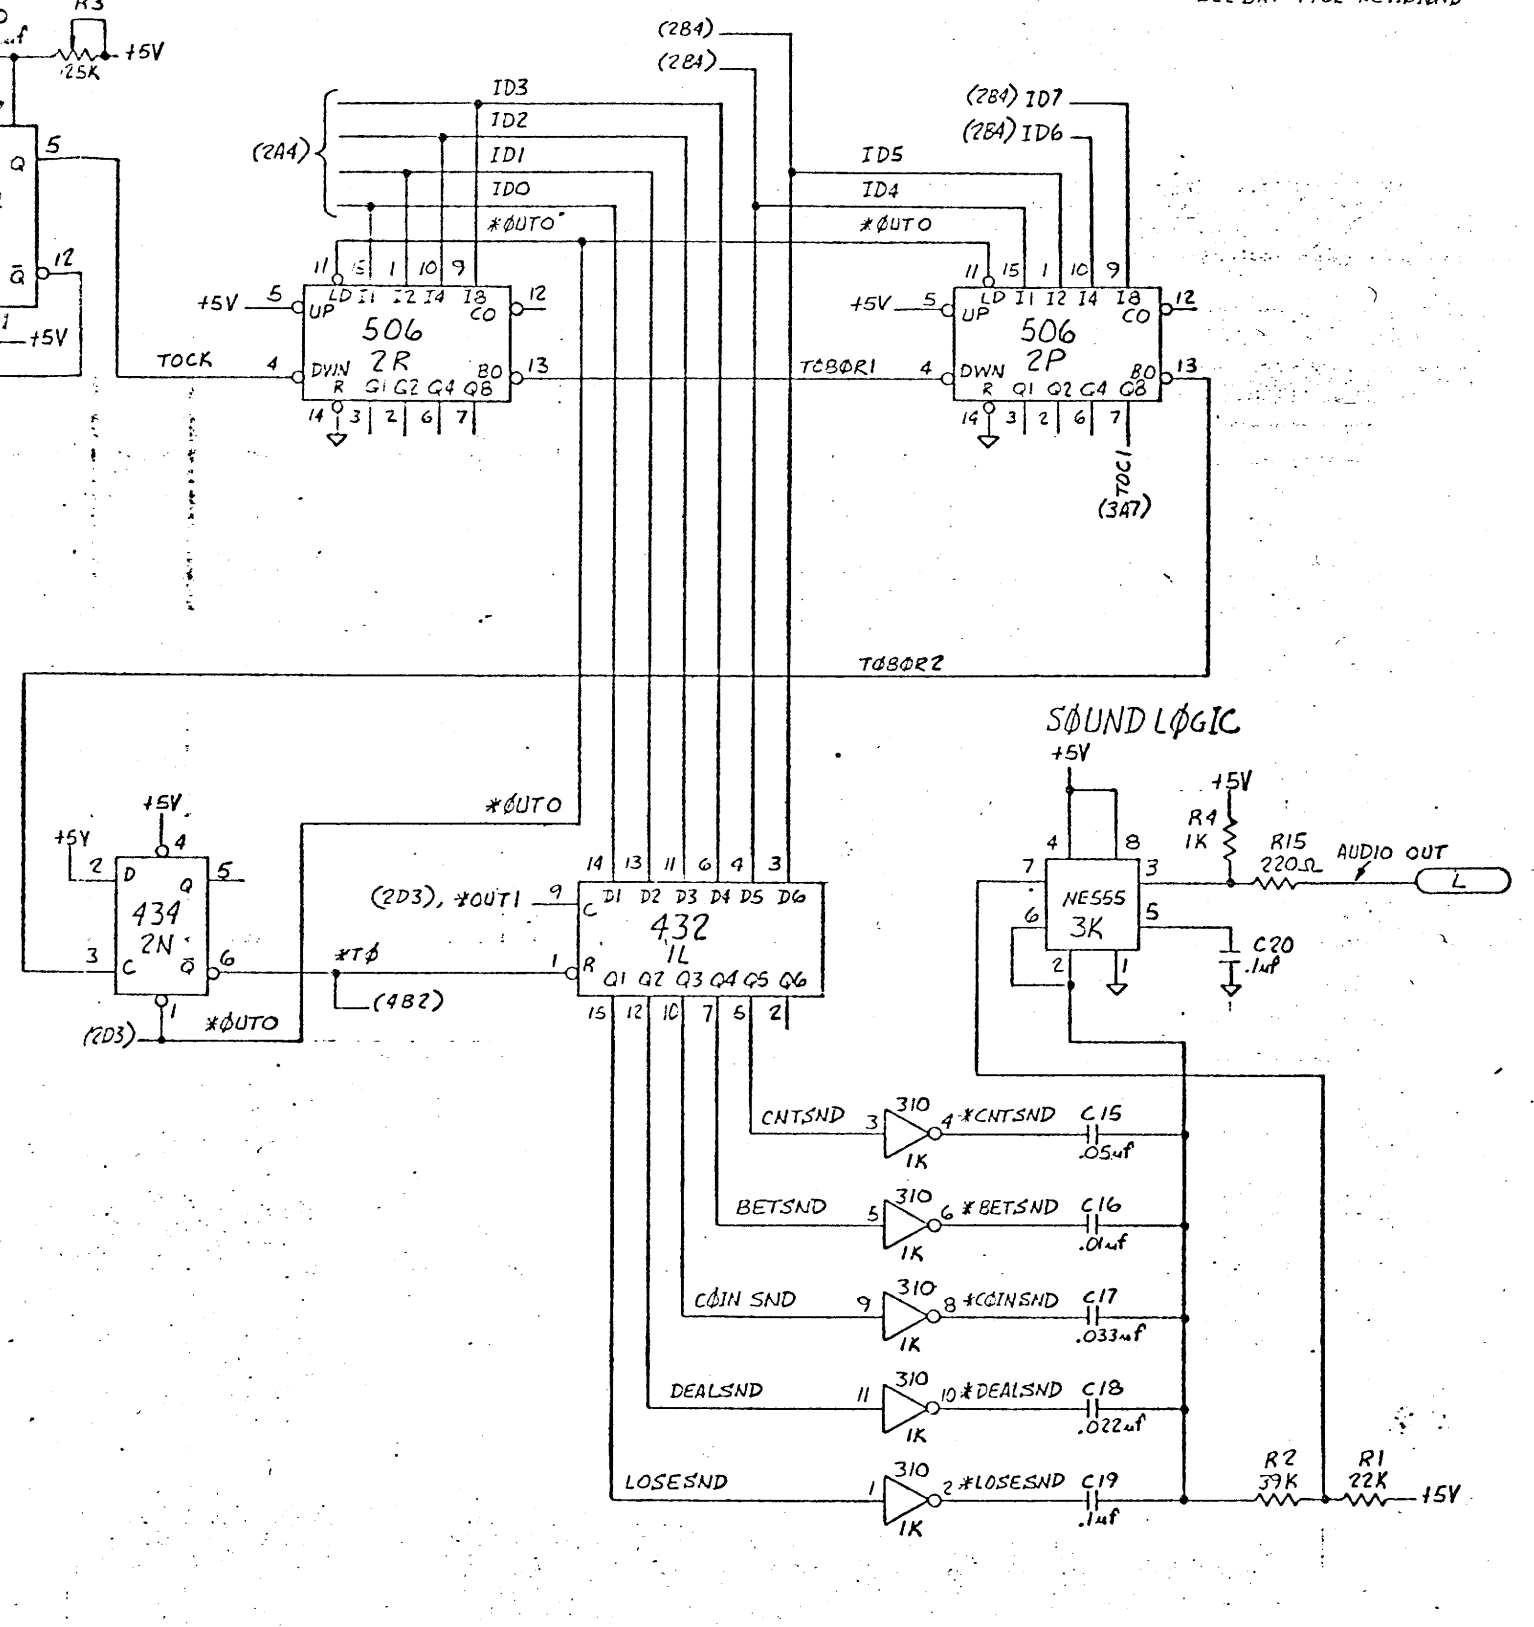 R3
+5V
25K
5
Q
Q̄ 12
+5V
TOCK
(2B4)
(2B4)
ID3
ID2
(2A4)
ID1
ID0
*ØUT0
(2B4) ID7
(2B4) ID6
ID5
ID4
*ØUT0
11 15 1 10 9
+5V 5
LD I1 I2 I4 I8
UP CO 12
506
2R
4 DWN BO 13
R Q1 Q2 Q4 Q8
14 3 2 6 7
TØBØR1
11 15 1 10 9
+5V 5
LD I1 I2 I4 I8
UP CO 12
506
2P
4 DWN BO 13
R Q1 Q2 Q4 Q8
14 3 2 6 7
TOC1
(3A7)
TØBØR2
SØUND LØGIC
+5V
+5V
*ØUT0
+5V
+5V
4
2 D Q 5
434
2N
3 C Q̄ 6
1
(2D3) *ØUT0
*TØ
(4B2)
14 13 11 6 4 3
(2D3), *OUT1 9
C D1 D2 D3 D4 D5 D6
432
1L
1 R
Q1 Q2 Q3 Q4 Q5 Q6
15 12 10 7 5 2
R4
1K
R15
220Ω
AUDIO OUT
L
4 8
7 3
NE555
6 5
3K
2 1
C20
.1uf
CNTSND 3 310 4 *CNTSND C15
1K .05uf
BETSND 5 310 6 *BETSND C16
1K .01uf
CØIN SND 9 310 8 *CØINSND C17
1K .033uf
DEALSND 11 310 10 *DEALSND C18
1K .022uf
LOSESND 1 310 2 *LOSESND C19
1K .1uf
R2
39K
R1
22K
+5V